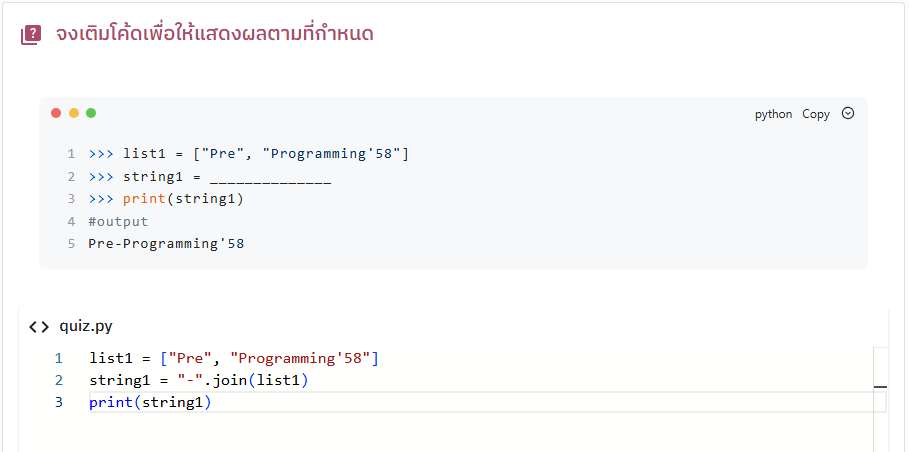 จงเติมโค้ดเพื่อให้แสดงผลตามที่กำหนด
python Copy
1 >>> list1 = ["Pre", "Programming'58"]
2 >>> string1 = ______________
3 >>> print(string1)
4 #output
5 Pre-Programming'58
<> quiz.py
1 list1 = ["Pre", "Programming'58"]
2 string1 = "-".join(list1)
3 print(string1)